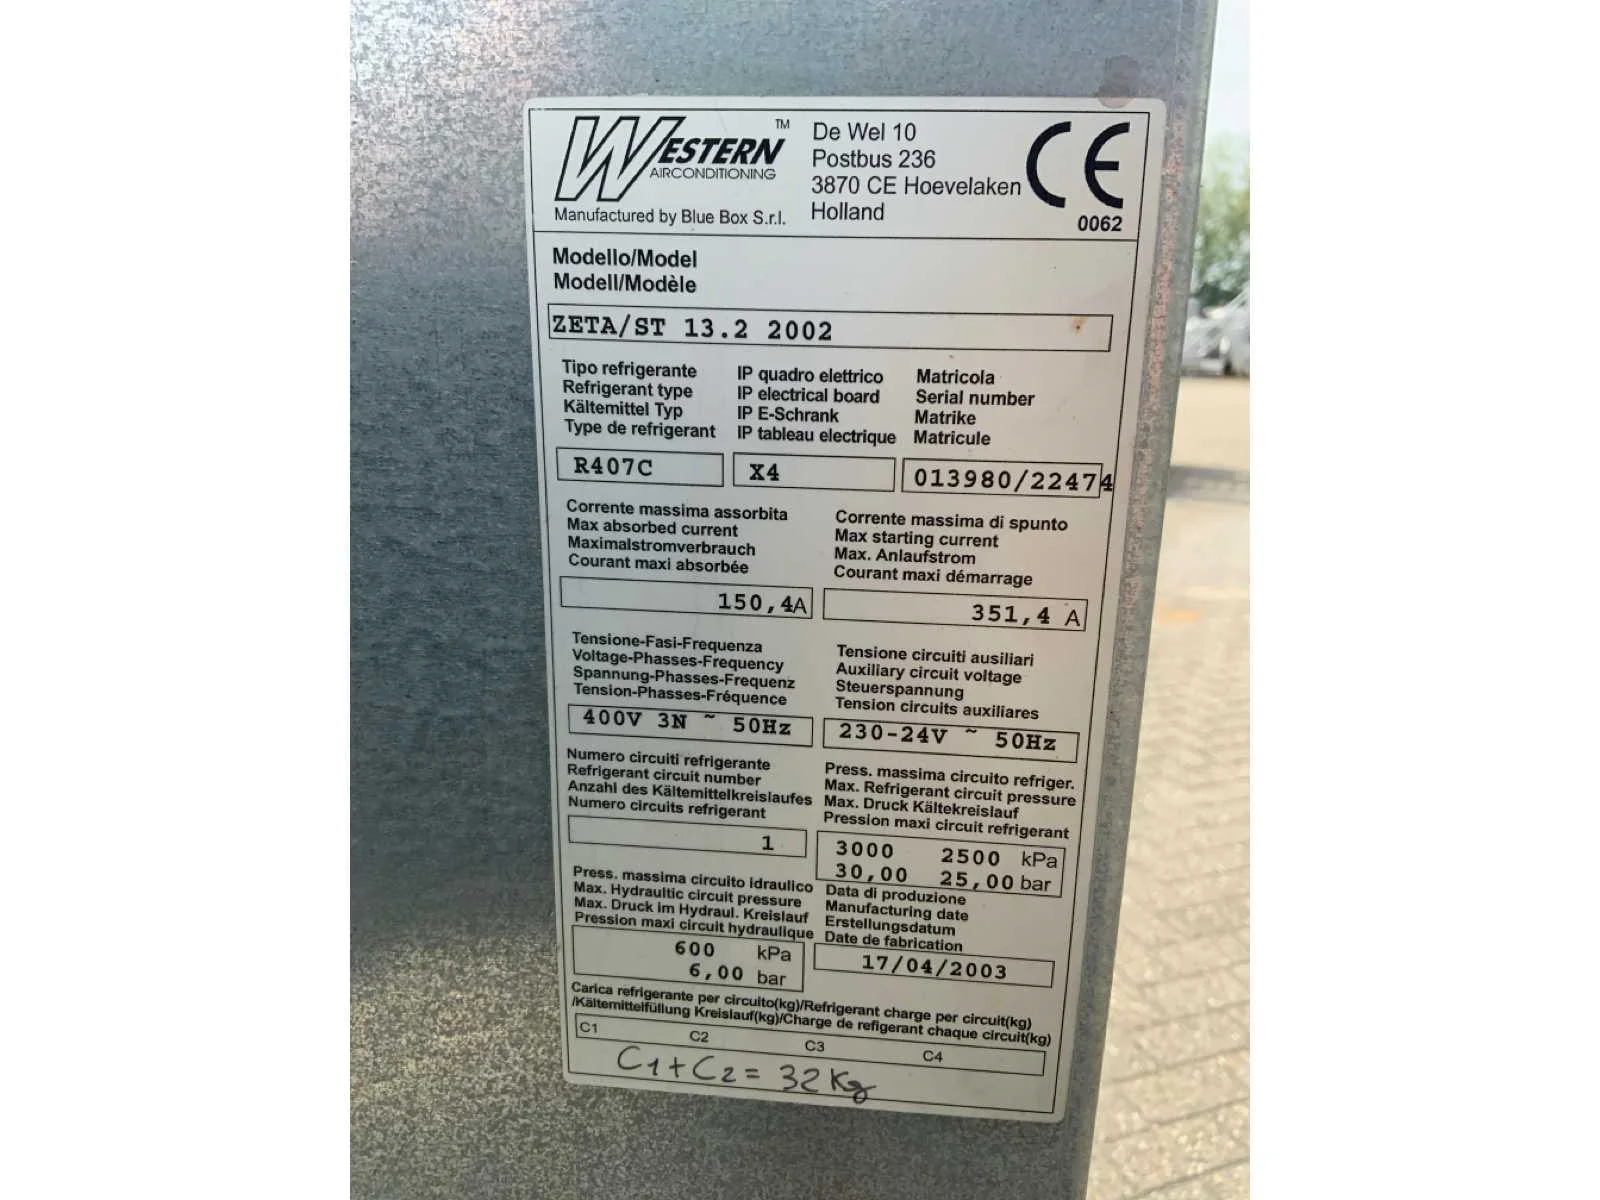 WESTERN TM
AIRCONDITIONING
Manufactured by Blue Box S.r.l.
De Wel 10
Postbus 236
3870 CE Hoevelaken
Holland
CE
0062
Modello/Model
Modell/Modèle
ZETA/ST 13.2 2002
Tipo refrigerante
Refrigerant type
Kältemittel Typ
Type de refrigerant
R407C
IP quadro elettrico
IP electrical board
IP E-Schrank
IP tableau electrique
X4
Matricola
Serial number
Matrike
Matricule
013980/22474
Corrente massima assorbita
Max absorbed current
Maximalstromverbrauch
Courant maxi absorbée
150,4A
Corrente massima di spunto
Max starting current
Max. Anlaufstrom
Courant maxi démarrage
351,4 A
Tensione-Fasi-Frequenza
Voltage-Phasses-Frequency
Spannung-Phasses-Frequenz
Tension-Phasses-Fréquence
400V 3N ~ 50Hz
Tensione circuiti ausiliari
Auxiliary circuit voltage
Steuerspannung
Tension circuits auxiliares
230-24V ~ 50Hz
Numero circuiti refrigerante
Refrigerant circuit number
Anzahl des Kältemittelkreislaufes
Numero circuits refrigerant
1
Press. massima circuito refriger.
Max. Refrigerant circuit pressure
Max. Druck Kältekreislauf
Pression maxi circuit refrigerant
3000 2500 kPa
30,00 25,00 bar
Press. massima circuito idraulico
Max. Hydraultic circuit pressure
Max. Druck im Hydraul. Kreislauf
Pression maxi circuit hydraulique
600 kPa
6,00 bar
Data di produzione
Manufacturing date
Erstellungsdatum
Date de fabrication
17/04/2003
Carica refrigerante per circuito(kg)/Refrigerant charge per circuit(kg)
/Kältemittelfüllung Kreislauf(kg)/Charge de refigerant chaque circuit(kg)
C1 C2 C3 C4
C1+C2= 32Kg